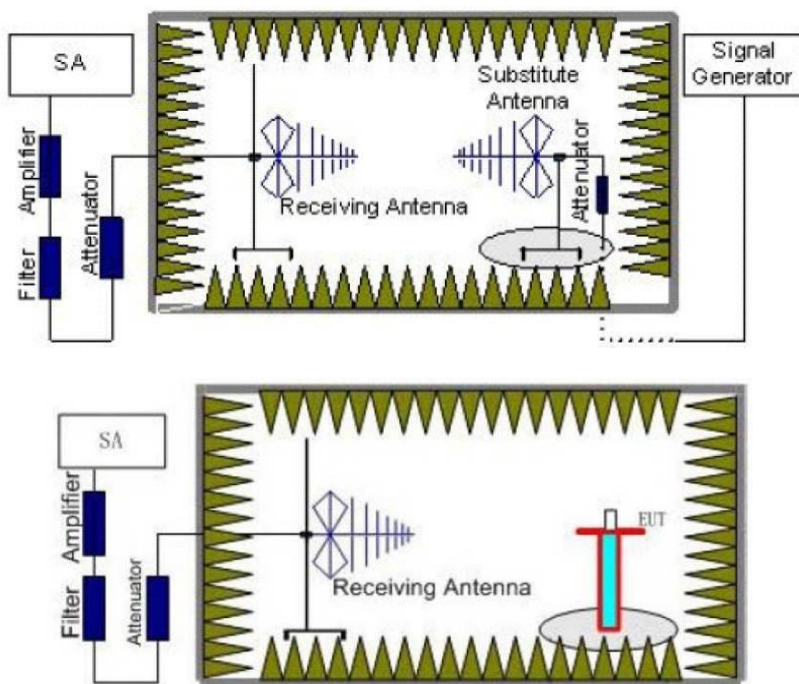 SA
Signal
Generator
Substitute
Antenna
Amplifier
Attenuator
Attenuator
Receiving Antenna
Filter
SA
Amplifier
EUT
Receiving Antenna
Filter
Attenuator